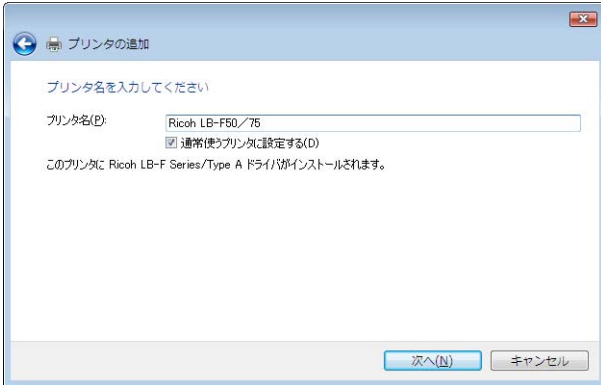 プリンタの追加
プリンタ名を入力してください
プリンタ名(P): Ricoh LB-F50／75
通常使うプリンタに設定する(D)
このプリンタに Ricoh LB-F Series/Type A ドライバがインストールされます。
次へ(N) キャンセル